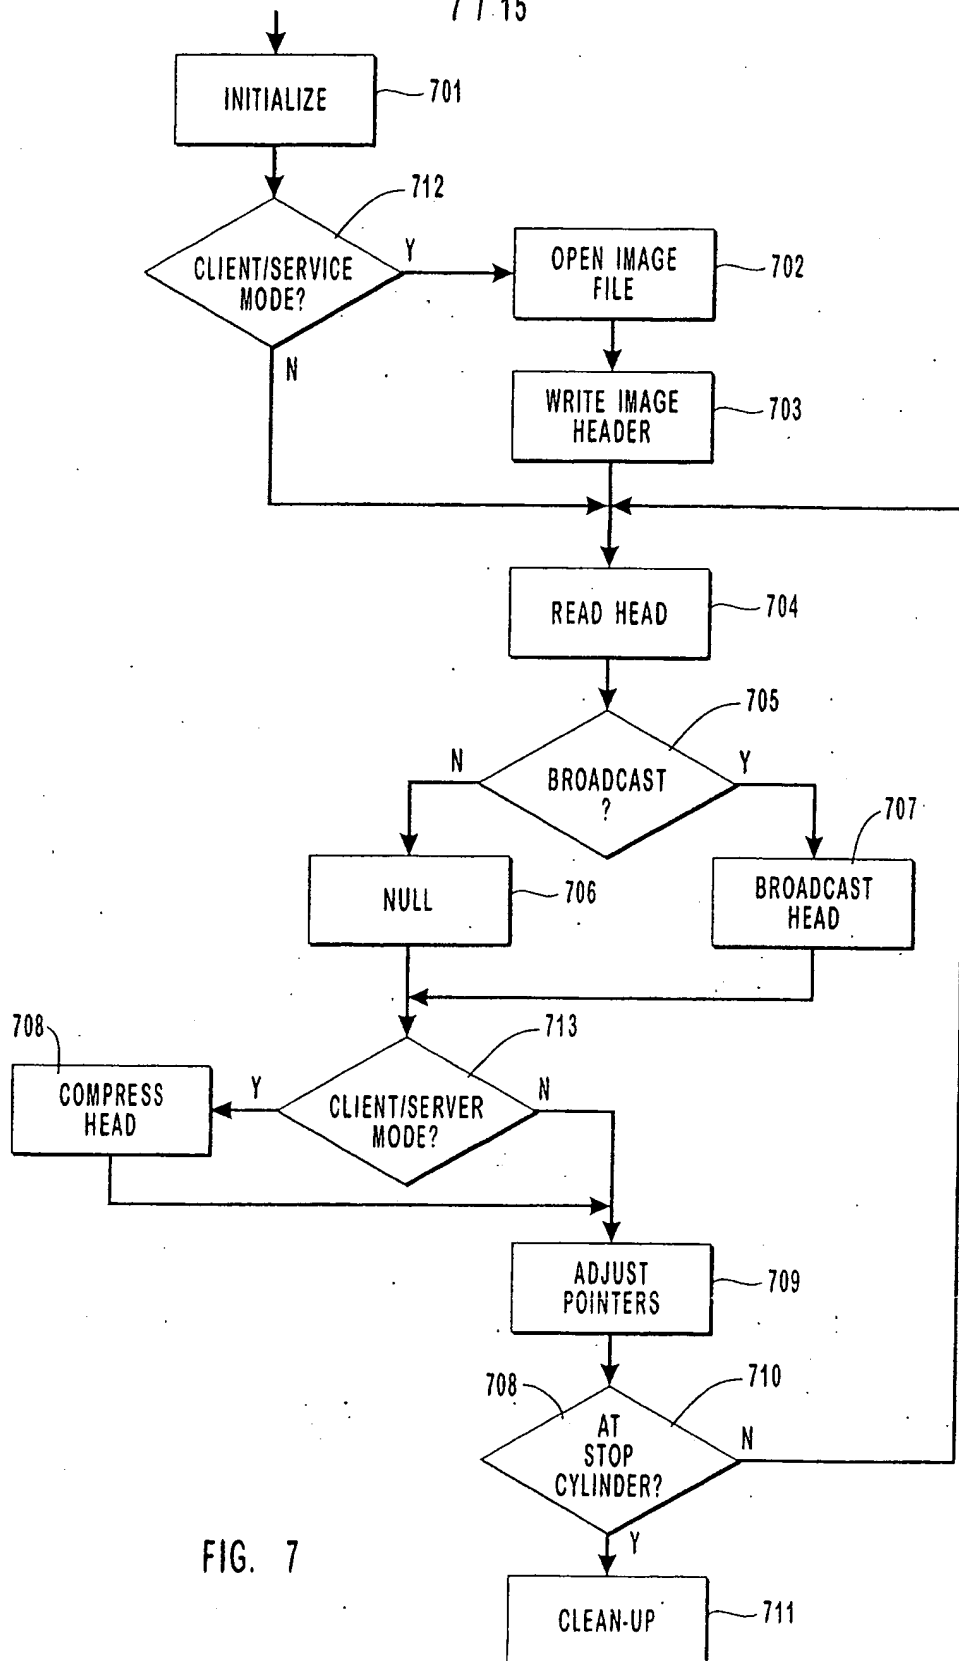 7 7 15
INITIALIZE
701
712
CLIENT/SERVICE
MODE?
Y
N
OPEN IMAGE
FILE
702
WRITE IMAGE
HEADER
703
READ HEAD
704
705
BROADCAST
?
N
Y
707
NULL
706
BROADCAST
HEAD
708
COMPRESS
HEAD
713
Y
CLIENT/SERVER
MODE?
N
ADJUST
POINTERS
709
708
710
AT
STOP
CYLINDER?
N
Y
FIG. 7
CLEAN-UP
711